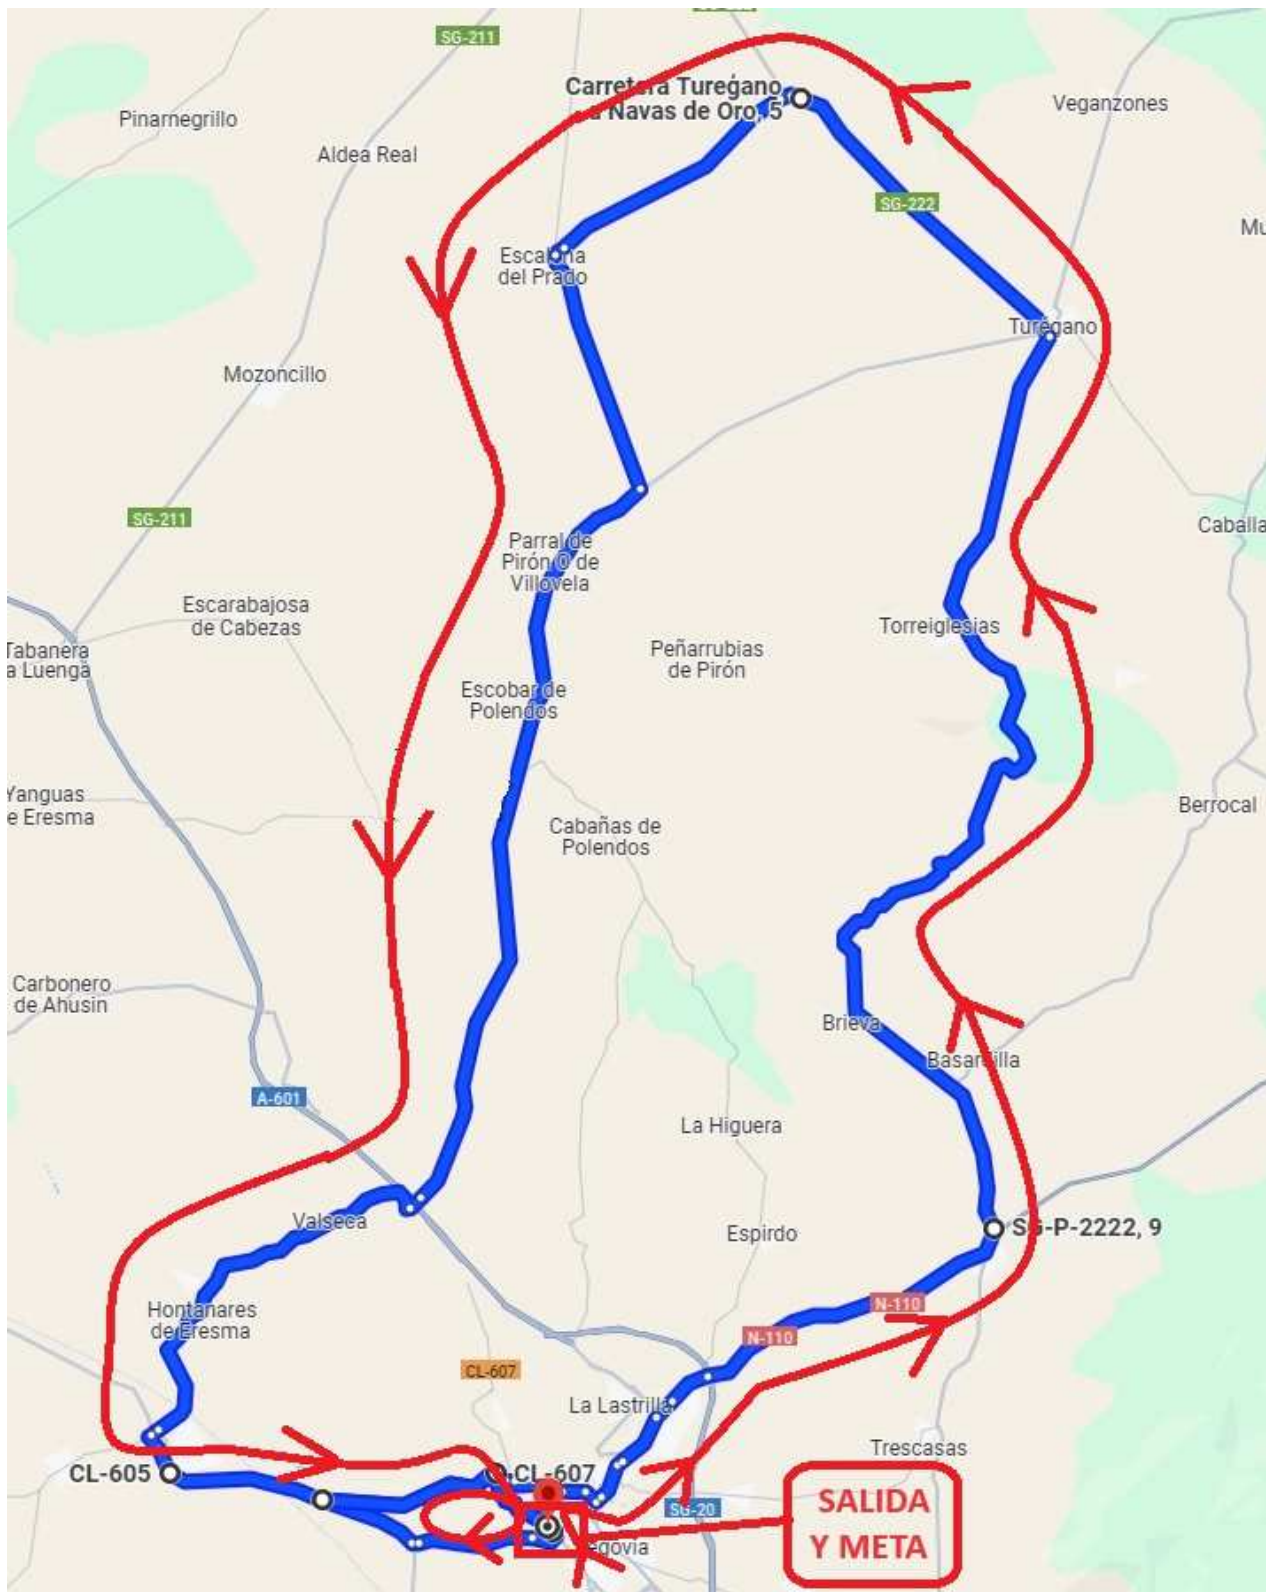 SG-211
Carretera Turégano
a Navas de Oro, 5
Veganzones
Pinarnegrillo
Aldea Real
SG-222
Escalona
del Prado
Turégano
Mozoncillo
SG-211
Caballa
Parral de
Pirón O de
Villovela
Escarabajosa
de Cabezas
Torreiglesias
Tabanera
a Luenga
Peñarrubias
de Pirón
Escobar de
Polendos
Yanguas
e Eresma
Berrocal
Cabañas de
Polendos
Carbonero
de Ahusin
Brieva
Basardilla
A-601
La Higuera
Valseca
Espirdo
SG-P-2222, 9
N-110
Hontanares
de Eresma
N-110
CL-607
La Lastrilla
Trescasas
CL-605
CL-607
SG-20
SALIDA
Y META
egovia